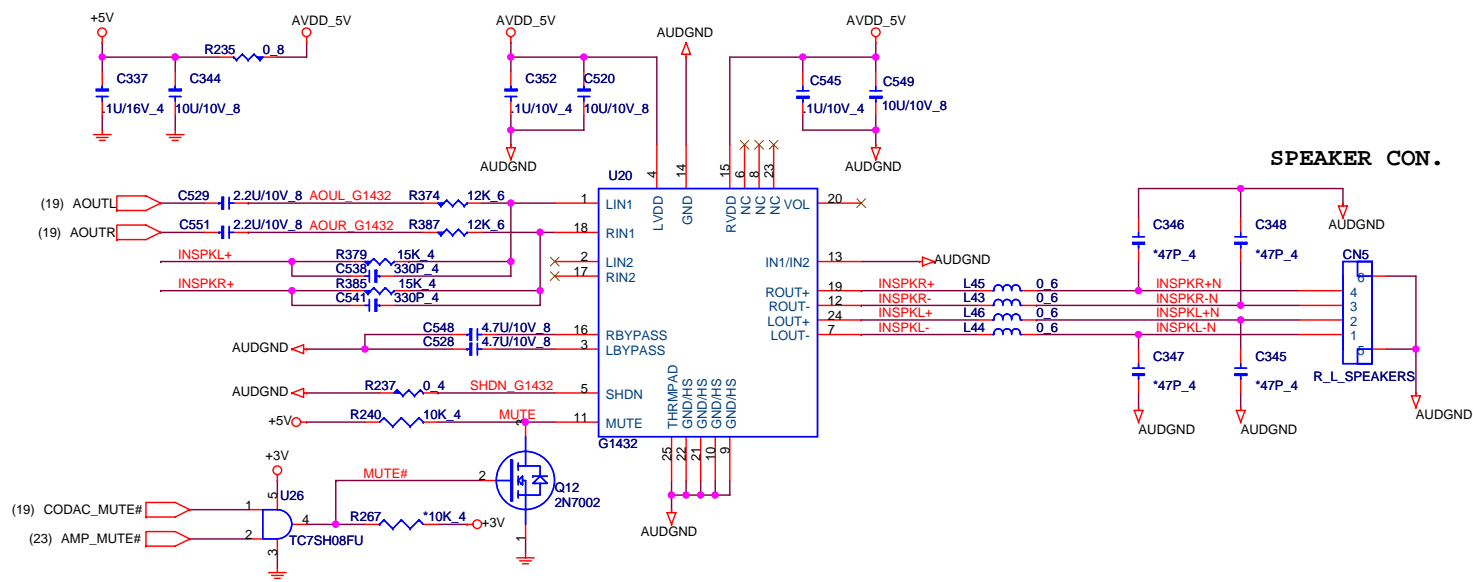 +5V
AVDD_5V
R235
0_8
C337
.1U/16V_4
C344
10U/10V_8
AVDD_5V
C352
.1U/10V_4
C520
10U/10V_8
AUDGND
AUDGND
AVDD_5V
C545
.1U/10V_4
C549
10U/10V_8
AUDGND
SPEAKER CON.
(19) AOUTL
C529
2.2U/10V_8
AOUL_G1432
R374
12K_6
(19) AOUTR
C551
2.2U/10V_8
AOUR_G1432
R387
12K_6
INSPKL+
R379
15K_4
C538
330P_4
INSPKR+
R385
15K_4
C541
330P_4
AUDGND
C548
4.7U/10V_8
C528
4.7U/10V_8
AUDGND
R237
0_4
SHDN_G1432
+5V
R240
10K_4
MUTE
U20
G1432
4
14
15
6
8
23
LVDD
GND
RVDD
NC
NC
NC
1
LIN1
18
RIN1
2
LIN2
17
RIN2
16
RBYPASS
3
LBYPASS
5
SHDN
11
MUTE
VOL
20
IN1/IN2
13
AUDGND
ROUT+
19
ROUT-
12
LOUT+
24
LOUT-
7
THRMPAD
GND/HS
GND/HS
GND/HS
GND/HS
25
22
21
10
9
AUDGND
INSPKR+
L45
0_6
INSPKR+N
INSPKR-
L43
0_6
INSPKR-N
INSPKL+
L46
0_6
INSPKL+N
INSPKL-
L44
0_6
INSPKL-N
C346
*47P_4
C348
*47P_4
AUDGND
C347
*47P_4
C345
*47P_4
AUDGND
AUDGND
CN5
6
4
3
2
1
5
R_L_SPEAKERS
AUDGND
+3V
5
U26
(19) CODAC_MUTE#
1
(23) AMP_MUTE#
2
4
3
TC7SH08FU
MUTE#
R267
*10K_4
+3V
3
2
1
Q12
2N7002